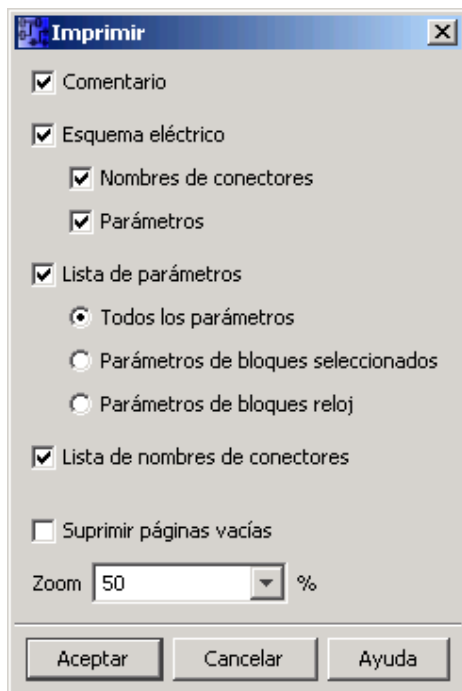 Imprimir
Comentario
Esquema eléctrico
Nombres de conectores
Parámetros
Lista de parámetros
Todos los parámetros
Parámetros de bloques seleccionados
Parámetros de bloques reloj
Lista de nombres de conectores
Suprimir páginas vacías
Zoom 50 %
Aceptar Cancelar Ayuda